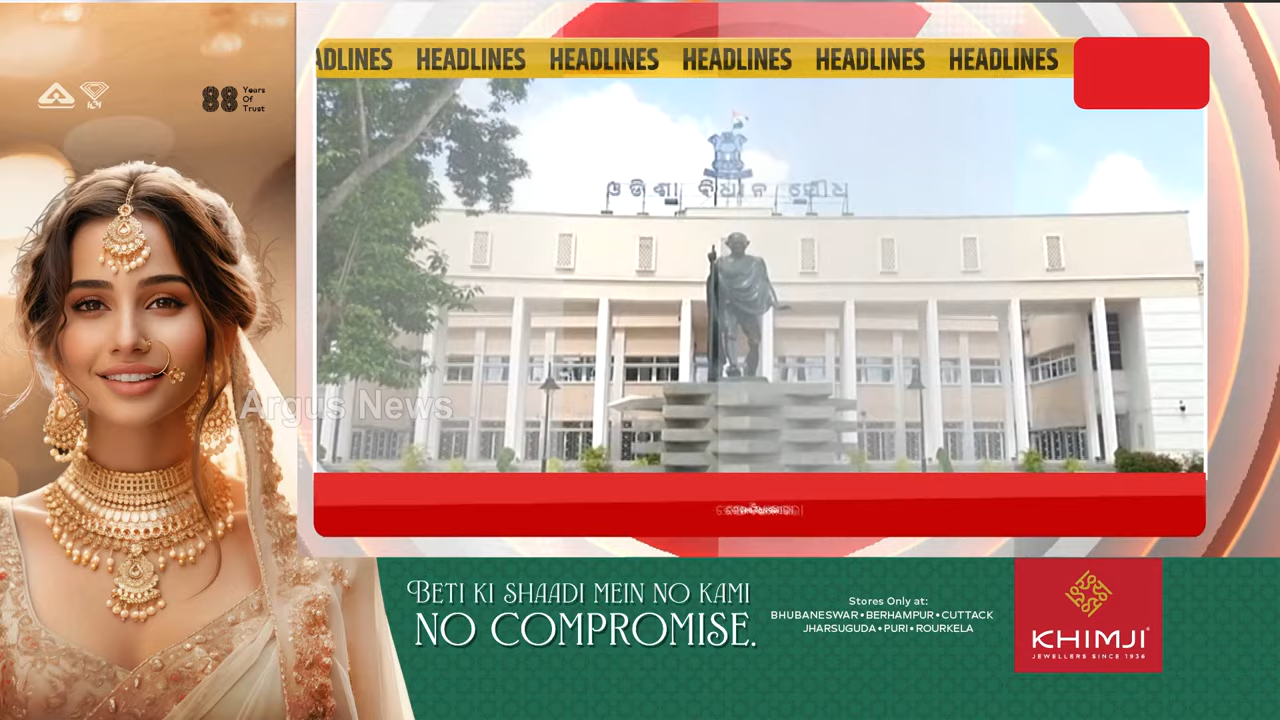 ADLINES HEADLINES HEADLINES HEADLINES HEADLINES HEADLINES
88 Years
Of
Trust
ଓଡିଶା ବିଧାନ ସୌଧ
Argus News
BETI KI SHAADI MEIN NO KAMI
NO COMPROMISE.
Stores Only at:
BHUBANESWAR • BERHAMPUR • CUTTACK
JHARSUGUDA • PURI • ROURKELA
KHIMJI
JEWELLERS SINCE 1936